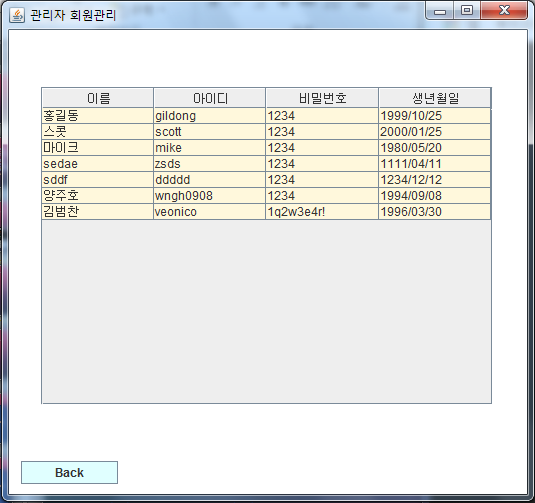 관리자 회원관리
이름 아이디 비밀번호 생년월일
홍길동 gildong 1234 1999/10/25
스콧 scott 1234 2000/01/25
마이크 mike 1234 1980/05/20
sedae zsds 1234 1111/04/11
sddf ddddd 1234 1234/12/12
양주호 wngh0908 1234 1994/09/08
김범찬 veonico 1q2w3e4r! 1996/03/30
Back